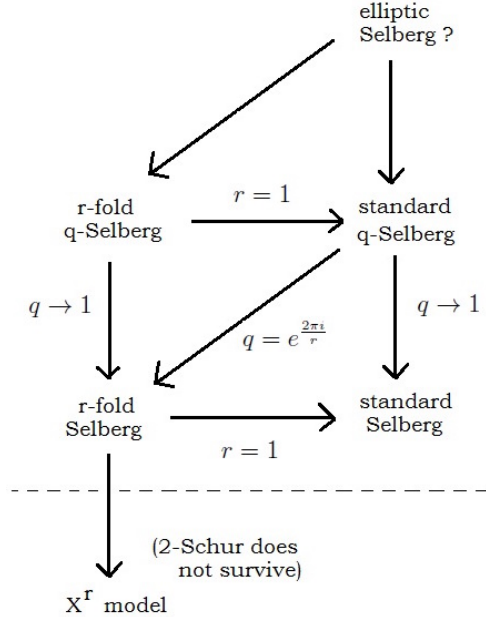 elliptic
Selberg ?
r = 1
r-fold
q-Selberg
standard
q-Selberg
q → 1
q = e^{\frac{2πi}{r}}
q → 1
r-fold
Selberg
standard
Selberg
r = 1
(2-Schur does
not survive)
X^r model